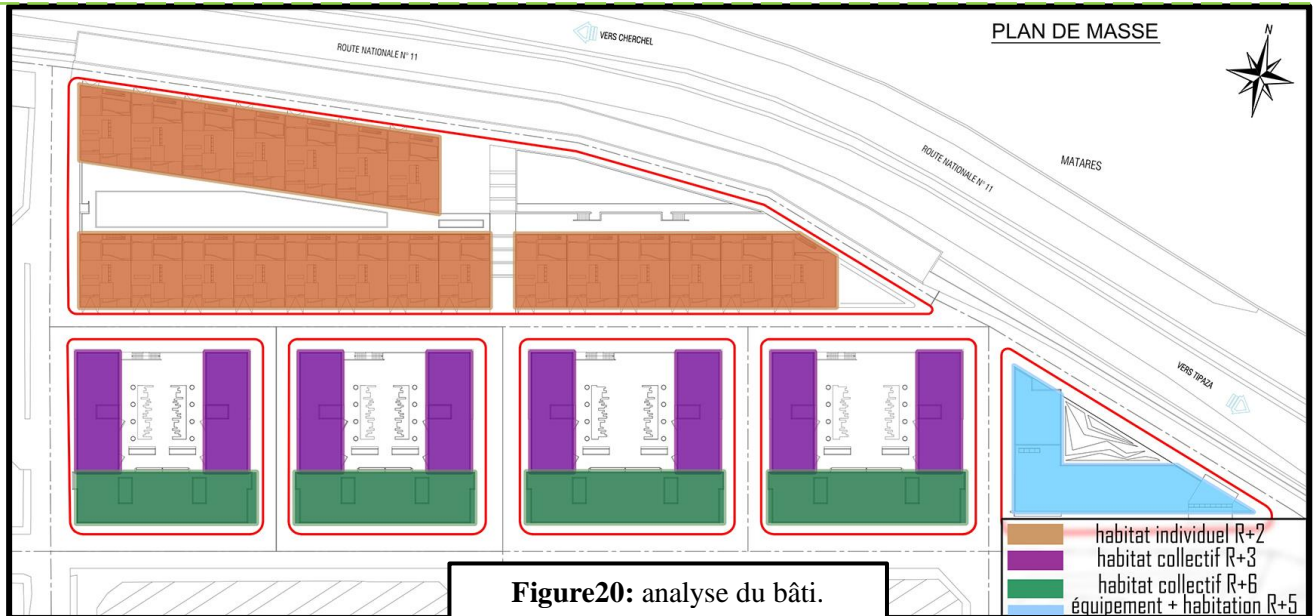 PLAN DE MASSE
N
VERS CHERCHEL
ROUTE NATIONALE N° 11
ROUTE NATIONALE N° 11
MATARES
VERS TIPAZA
habitat individuel R+2
habitat collectif R+3
habitat collectif R+6
équipement + habitation R+5
Figure20: analyse du bâti.